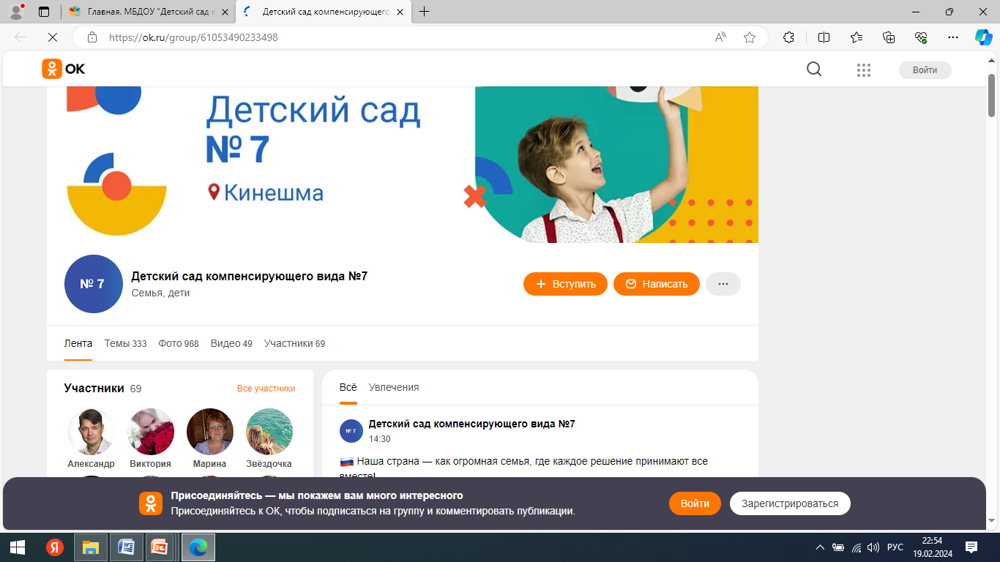 Главная. МБДОУ "Детский сад к
Детский сад компенсирующего
https://ok.ru/group/61053490233498
ОК
Войти
Детский сад
№ 7
Кинешма
№ 7
Детский сад компенсирующего вида №7
Семья, дети
Вступить
Написать
Лента Темы 333 Фото 968 Видео 49 Участники 69
Участники 69
Все участники
Александр Виктория Марина Звёздочка
Всё Увлечения
№ 7
Детский сад компенсирующего вида №7
14:30
Наша страна — как огромная семья, где каждое решение принимают все
вместе!
Присоединяйтесь — мы покажем вам много интересного
Присоединяйтесь к ОК, чтобы подписаться на группу и комментировать публикации.
Войти
Зарегистрироваться
РУС
22:54
19.02.2024